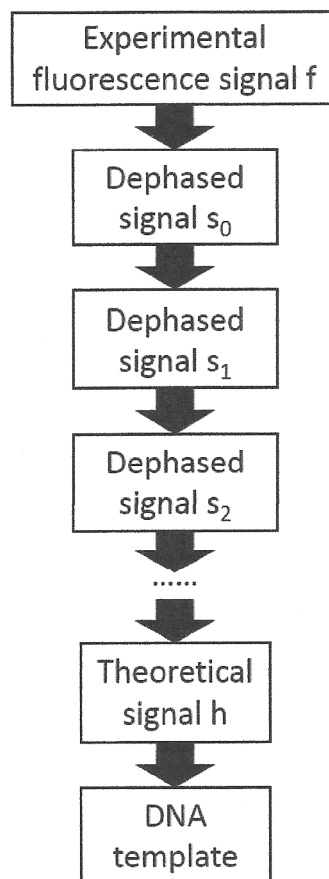 Experimental
fluorescence signal f
Dephased
signal s₀
Dephased
signal s₁
Dephased
signal s₂
......
Theoretical
signal h
DNA
template